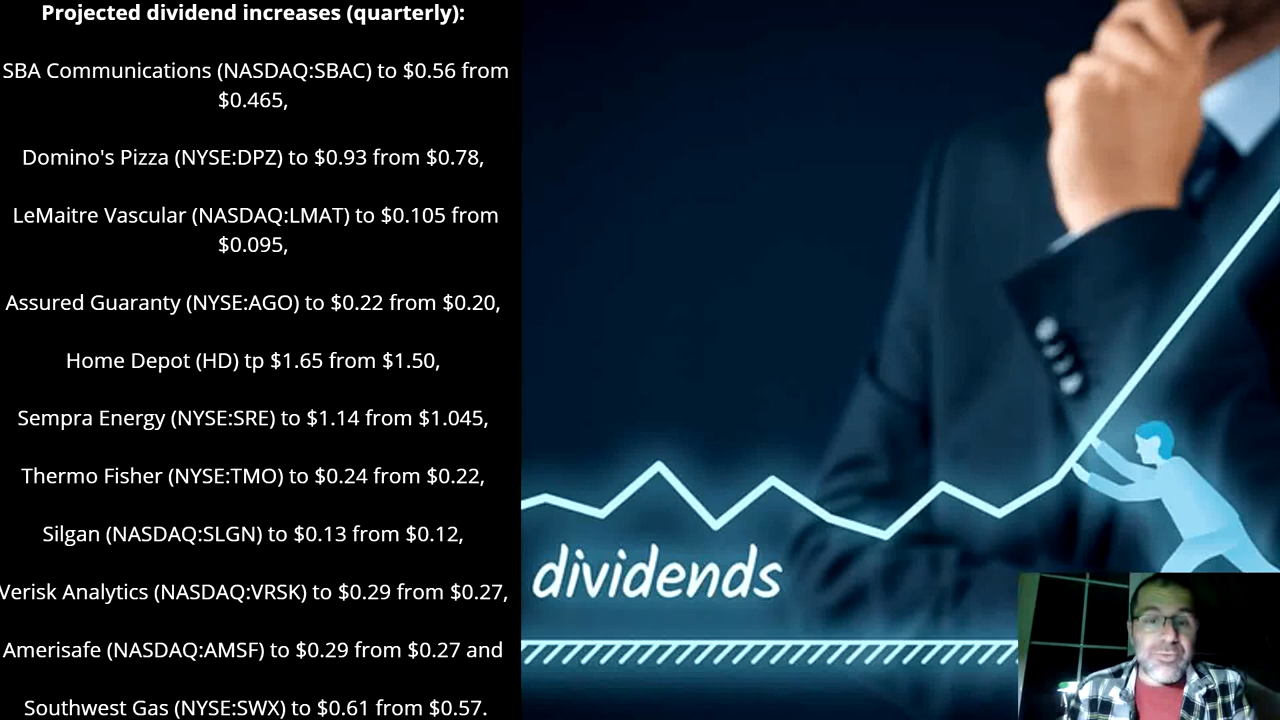 Projected dividend increases (quarterly):
SBA Communications (NASDAQ:SBAC) to $0.56 from
$0.465,
Domino's Pizza (NYSE:DPZ) to $0.93 from $0.78,
LeMaitre Vascular (NASDAQ:LMAT) to $0.105 from
$0.095,
Assured Guaranty (NYSE:AGO) to $0.22 from $0.20,
Home Depot (HD) tp $1.65 from $1.50,
Sempra Energy (NYSE:SRE) to $1.14 from $1.045,
Thermo Fisher (NYSE:TMO) to $0.24 from $0.22,
Silgan (NASDAQ:SLGN) to $0.13 from $0.12,
Verisk Analytics (NASDAQ:VRSK) to $0.29 from $0.27,
Amerisafe (NASDAQ:AMSF) to $0.29 from $0.27 and
Southwest Gas (NYSE:SWX) to $0.61 from $0.57.
dividends